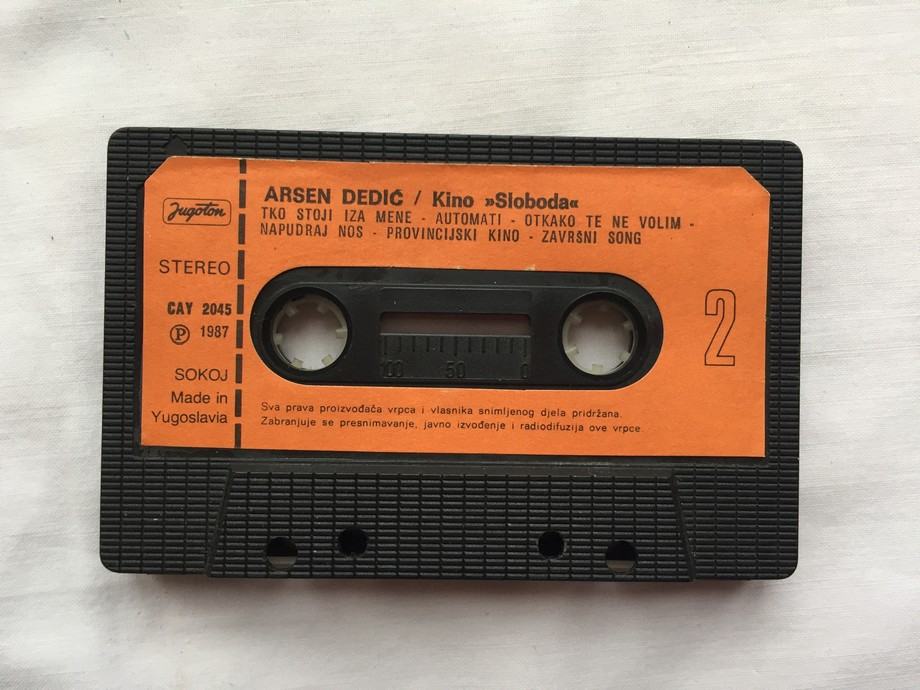 Jugoton
STEREO
CAY 2045
℗ 1987
SOKOJ
Made in
Yugoslavia
ARSEN DEDIĆ / Kino »Sloboda«
TKO STOJI IZA MENE - AUTOMATI - OTKAKO TE NE VOLIM -
NAPUDRAJ NOS - PROVINCIJSKI KINO - ZAVRŠNI SONG
100 50 0
2
Sva prava proizvođača vrpca i vlasnika snimljenog djela pridržana.
Zabranjuje se presnimavanje, javno izvođenje i radiodifuzija ove vrpce.